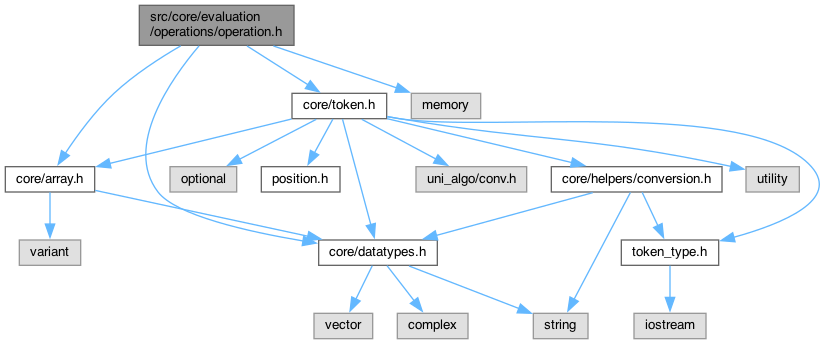 src/core/evaluation
/operations/operation.h
core/token.h
memory
core/array.h
optional
position.h
uni_algo/conv.h
core/helpers/conversion.h
utility
variant
core/datatypes.h
token_type.h
vector
complex
string
iostream